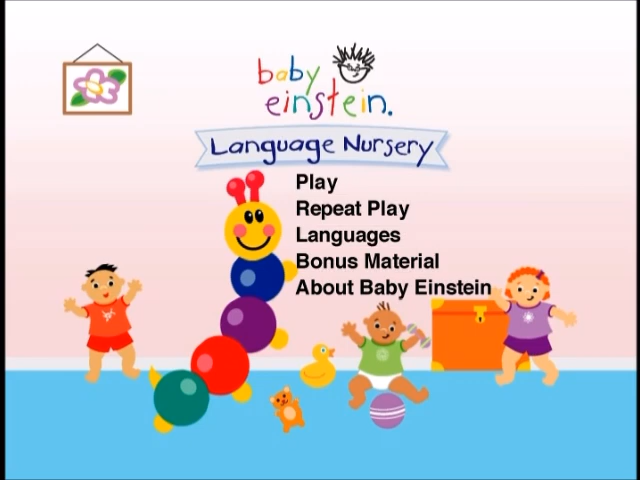 baby
einstein.
Language Nursery
Play
Repeat Play
Languages
Bonus Material
About Baby Einstein